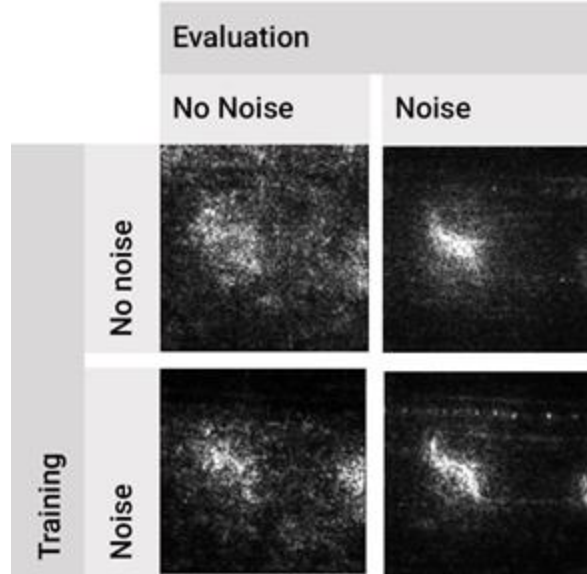 Evaluation
No Noise
Noise
Training
No noise
Noise